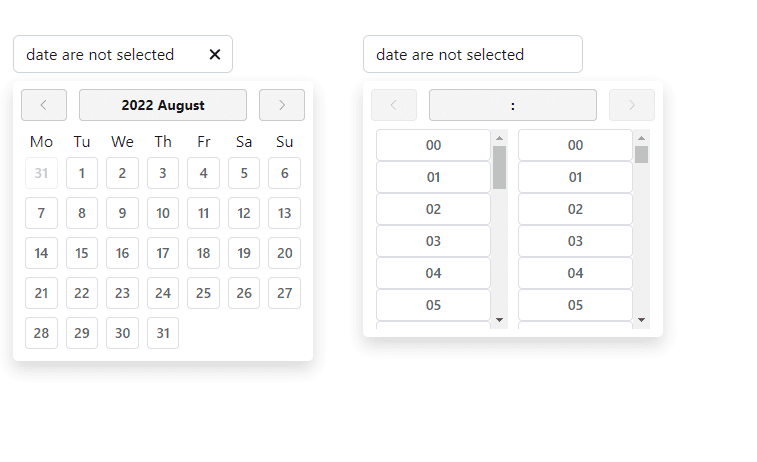 date are not selected
2022 August
Mo Tu We Th Fr Sa Su
31 1 2 3 4 5 6
7 8 9 10 11 12 13
14 15 16 17 18 19 20
21 22 23 24 25 26 27
28 29 30 31
date are not selected
:
00 00
01 01
02 02
03 03
04 04
05 05